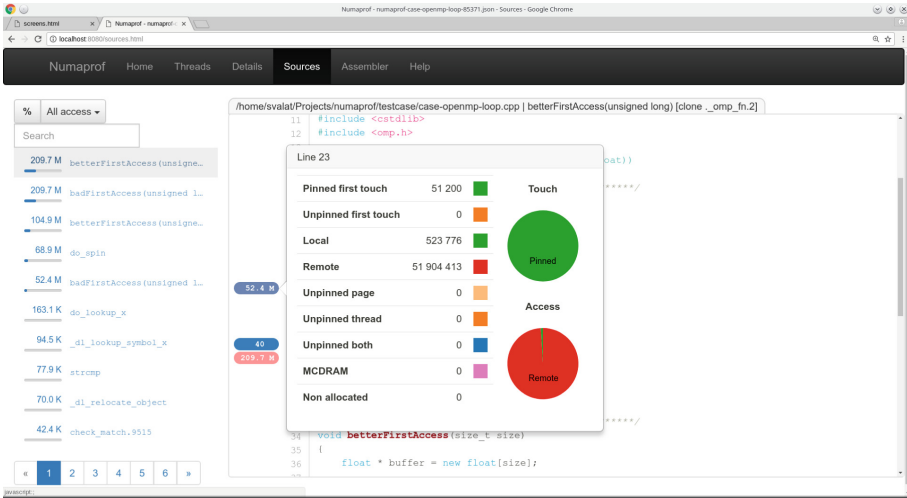 Numaprof - numaprof-case-openmp-loop-85371.json - Sources - Google Chrome
screens.html × Numaprof - numaprof-c ×
localhost:8080/sources.html
Numaprof Home Threads Details Sources Assembler Help
% All access
Search
209.7 M betterFirstAccess(unsigne…
209.7 M badFirstAccess(unsigned l…
104.9 M betterFirstAccess(unsigne…
68.9 M do_spin
52.4 M badFirstAccess(unsigned l…
163.1 K do_lookup_x
94.5 K _dl_lookup_symbol_x
77.9 K strcmp
70.0 K _dl_relocate_object
42.4 K check_match.9515
« 1 2 3 4 5 6 »
/home/svalat/Projects/numaprof/testcase/case-openmp-loop.cpp | betterFirstAccess(unsigned long) [clone ._omp_fn.2]
11 #include <cstdlib>
12 #include <omp.h>
oat))
*****/
52.4 M
40
209.7 M
Line 23
Pinned first touch 51 200
Unpinned first touch 0
Local 523 776
Remote 51 904 413
Unpinned page 0
Unpinned thread 0
Unpinned both 0
MCDRAM 0
Non allocated 0
Touch
Pinned
Access
Remote
*****/
34 void betterFirstAccess(size_t size)
35 {
36 float * buffer = new float[size];
javascript:;